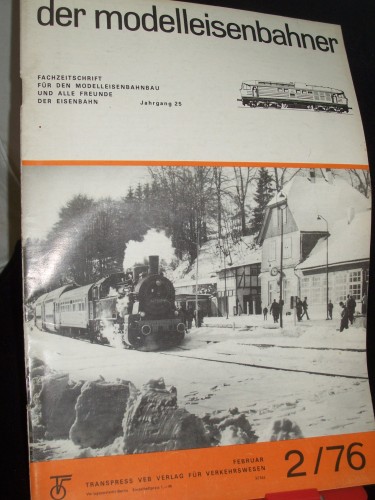 der modelleisenbahner
FACHZEITSCHRIFT
FÜR DEN MODELLEISENBAHNBAU
UND ALLE FREUNDE
DER EISENBAHN Jahrgang 25
FEBRUAR
TRANSPRESS VEB VERLAG FÜR VERKEHRSWESEN
2/76